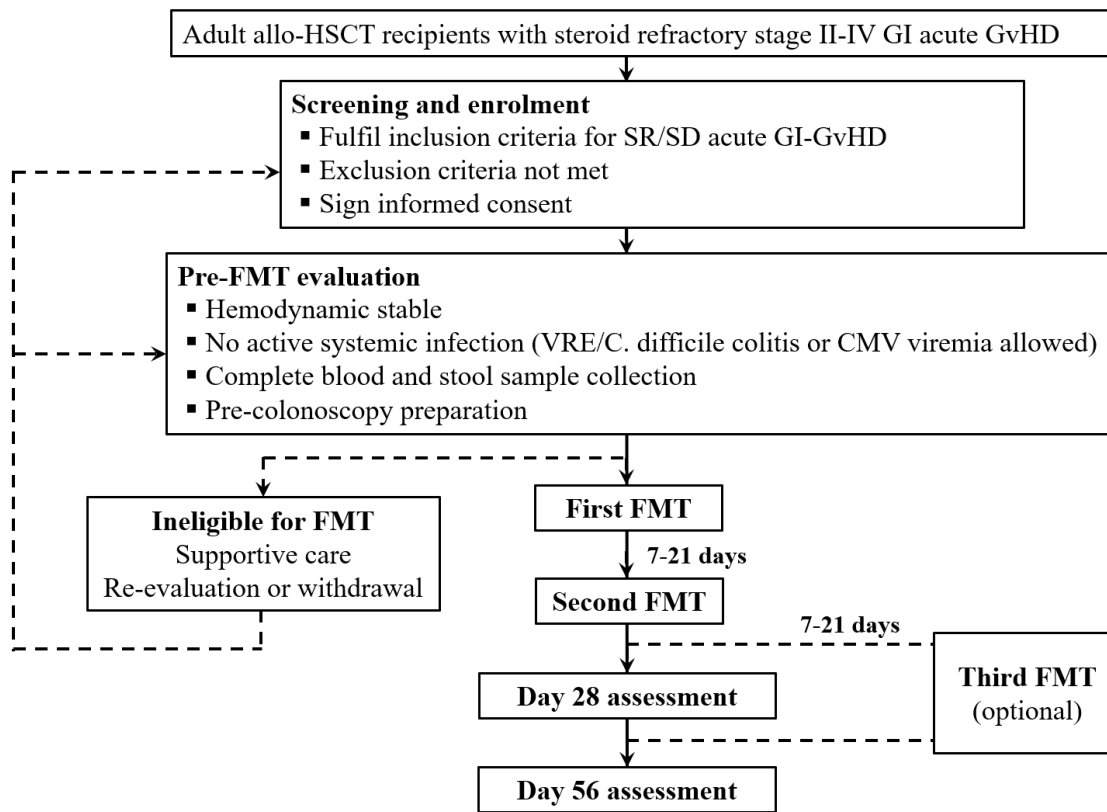 Adult allo-HSCT recipients with steroid refractory stage II-IV GI acute GvHD
Screening and enrolment
▪ Fulfil inclusion criteria for SR/SD acute GI-GvHD
▪ Exclusion criteria not met
▪ Sign informed consent
Pre-FMT evaluation
▪ Hemodynamic stable
▪ No active systemic infection (VRE/C. difficile colitis or CMV viremia allowed)
▪ Complete blood and stool sample collection
▪ Pre-colonoscopy preparation
Ineligible for FMT
Supportive care
Re-evaluation or withdrawal
First FMT
7-21 days
Second FMT
7-21 days
Third FMT
(optional)
Day 28 assessment
Day 56 assessment